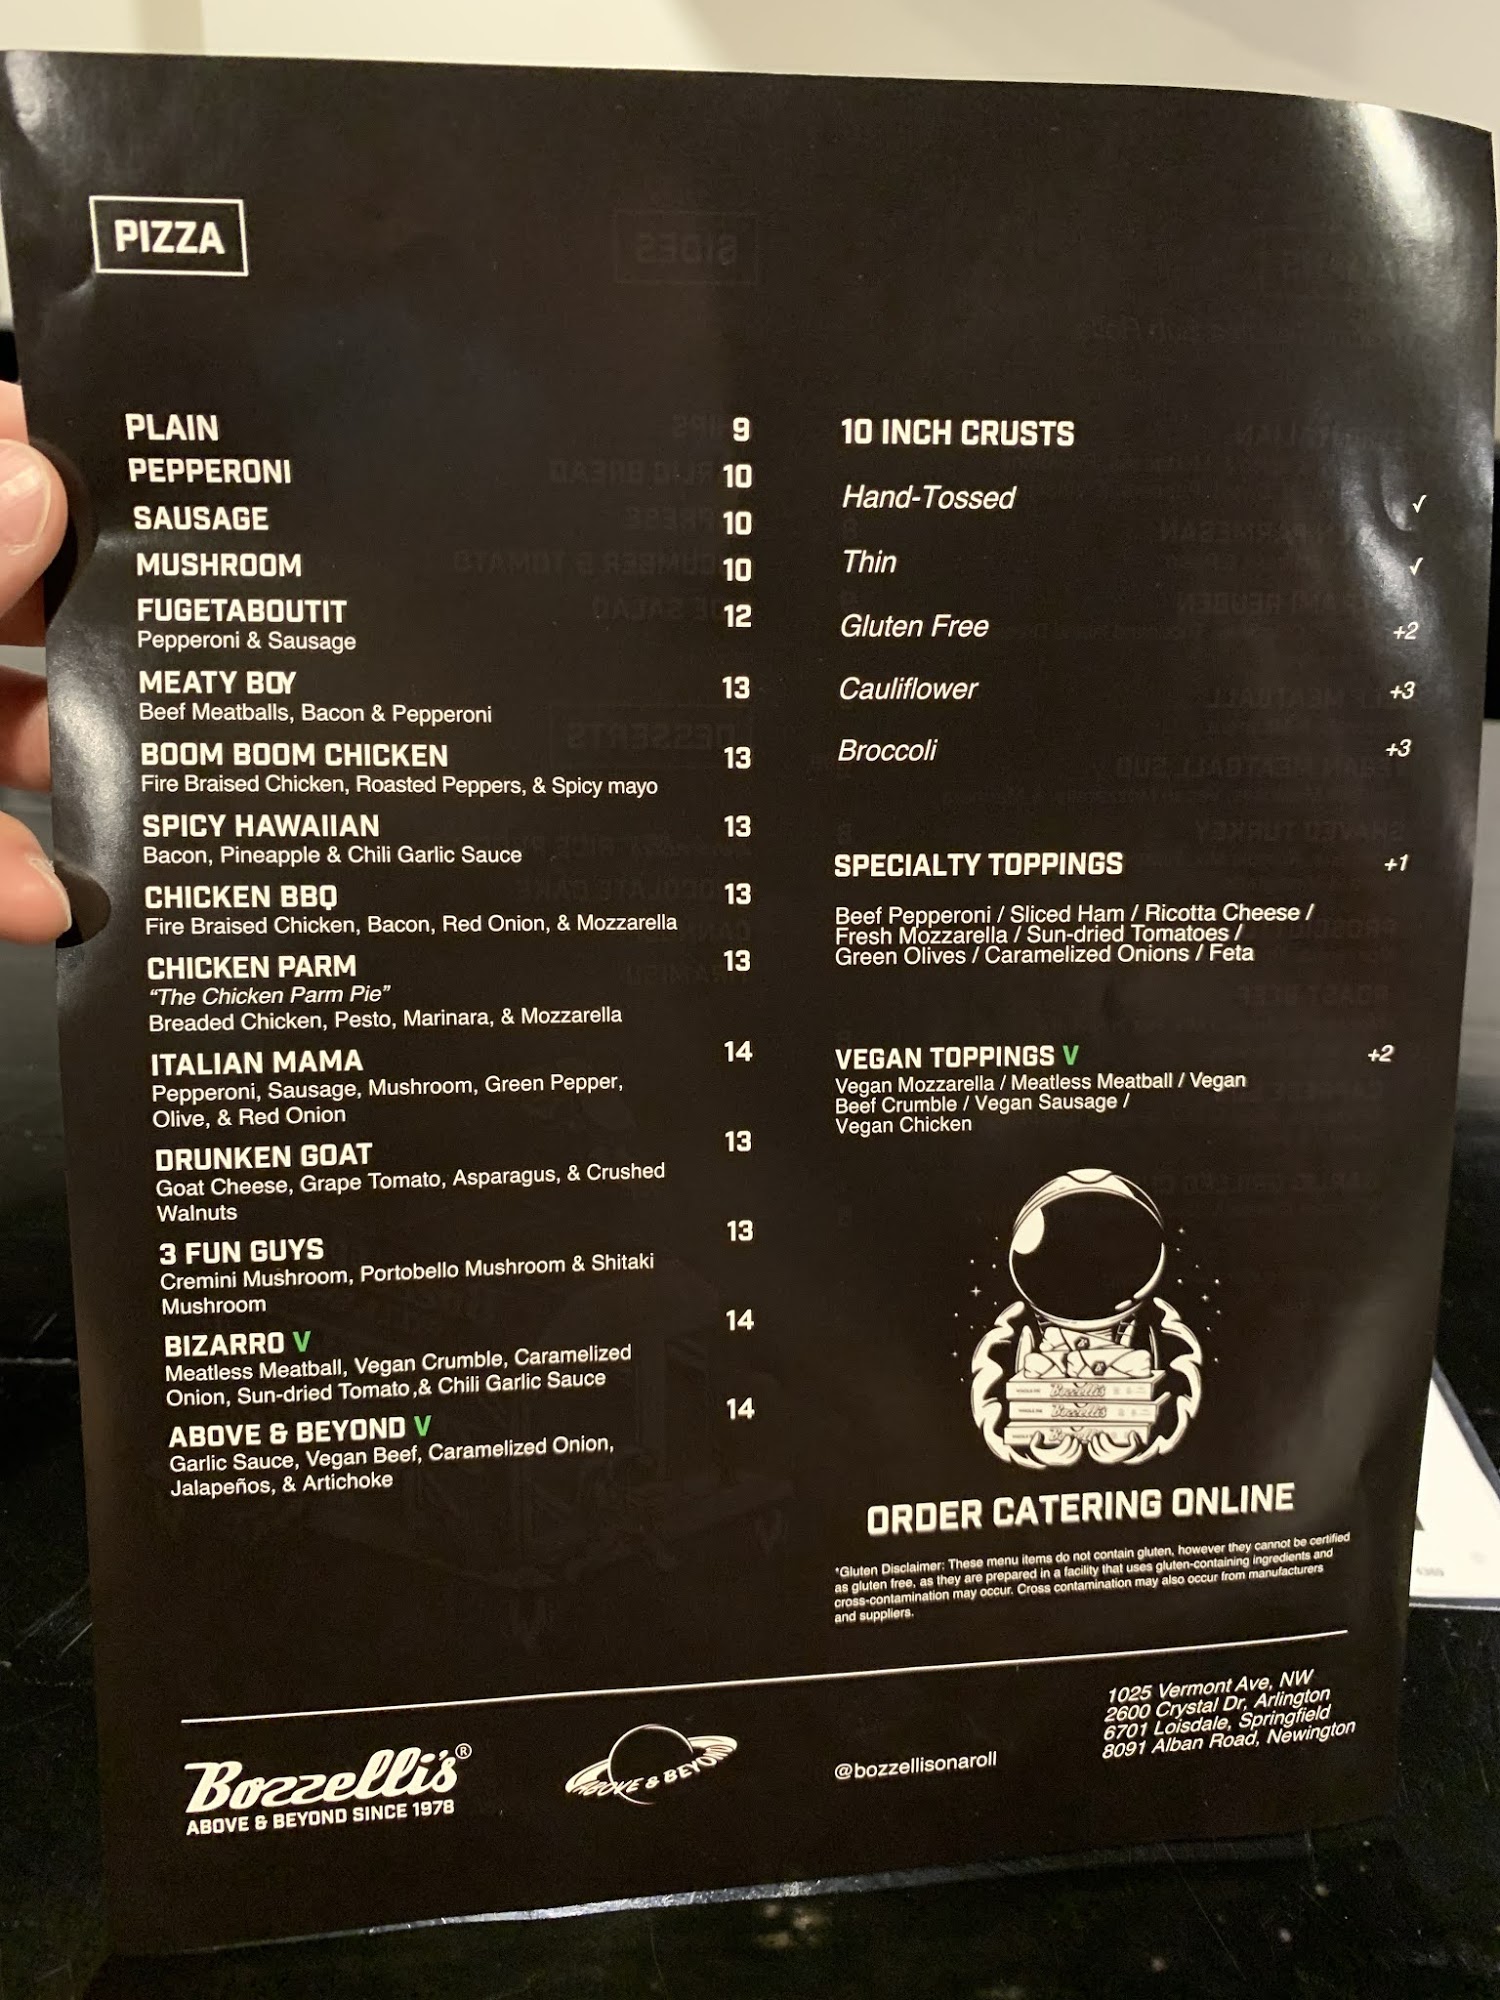 PIZZA
PLAIN 9
PEPPERONI 10
SAUSAGE 10
MUSHROOM 10
FUGETABOUTIT 12
Pepperoni & Sausage
MEATY BOY 13
Beef Meatballs, Bacon & Pepperoni
BOOM BOOM CHICKEN 13
Fire Braised Chicken, Roasted Peppers, & Spicy mayo
SPICY HAWAIIAN 13
Bacon, Pineapple & Chili Garlic Sauce
CHICKEN BBQ 13
Fire Braised Chicken, Bacon, Red Onion, & Mozzarella
CHICKEN PARM 13
“The Chicken Parm Pie”
Breaded Chicken, Pesto, Marinara, & Mozzarella
ITALIAN MAMA 14
Pepperoni, Sausage, Mushroom, Green Pepper,
Olive, & Red Onion
DRUNKEN GOAT 13
Goat Cheese, Grape Tomato, Asparagus, & Crushed
Walnuts
3 FUN GUYS 13
Cremini Mushroom, Portobello Mushroom & Shitaki
Mushroom
BIZARRO V 14
Meatless Meatball, Vegan Crumble, Caramelized
Onion, Sun-dried Tomato,& Chili Garlic Sauce
ABOVE & BEYOND V 14
Garlic Sauce, Vegan Beef, Caramelized Onion,
Jalapeños, & Artichoke
10 INCH CRUSTS
Hand-Tossed ✓
Thin ✓
Gluten Free +2
Cauliflower +3
Broccoli +3
SPECIALTY TOPPINGS +1
Beef Pepperoni / Sliced Ham / Ricotta Cheese /
Fresh Mozzarella / Sun-dried Tomatoes /
Green Olives / Caramelized Onions / Feta
VEGAN TOPPINGS V +2
Vegan Mozzarella / Meatless Meatball / Vegan
Beef Crumble / Vegan Sausage /
Vegan Chicken
Bozzelli's
Bozzelli's
ORDER CATERING ONLINE
*Gluten Disclaimer: These menu items do not contain gluten, however they cannot be certified
as gluten free, as they are prepared in a facility that uses gluten-containing ingredients and
cross-contamination may occur. Cross contamination may also occur from manufacturers
and suppliers.
Bozzelli's®
ABOVE & BEYOND SINCE 1978
ABOVE & BEYOND
@bozzellisonaroll
1025 Vermont Ave, NW
2600 Crystal Dr, Arlington
6701 Loisdale, Springfield
8091 Alban Road, Newington